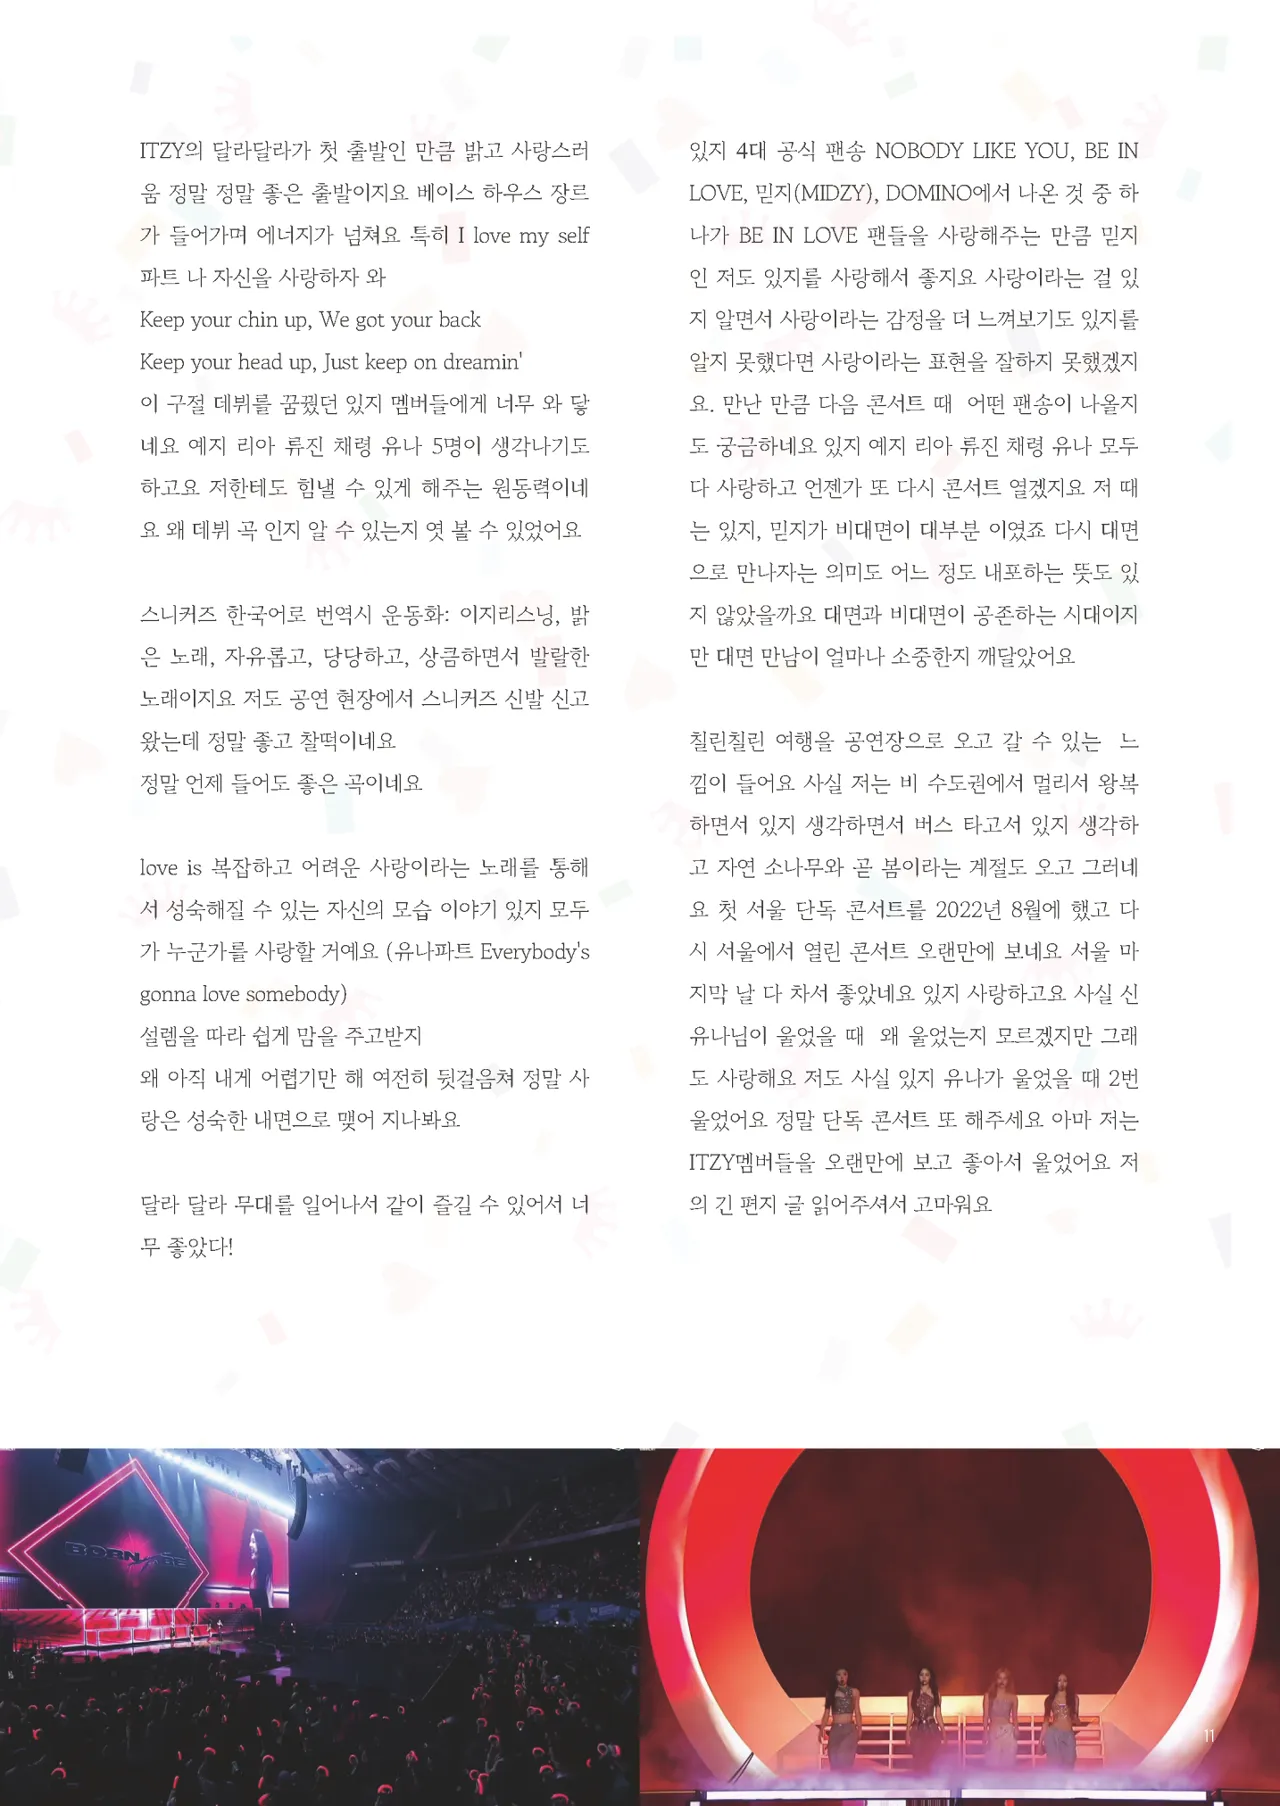 ITZY의 달라달라가 첫 출발인 만큼 밝고 사랑스러
움 정말 정말 좋은 출발이지요 베이스 하우스 장르
가 들어가며 에너지가 넘쳐요 특히 I love my self
파트 나 자신을 사랑하자 와
Keep your chin up, We got your back
Keep your head up, Just keep on dreamin'
이 구절 데뷔를 꿈꿨던 있지 멤버들에게 너무 와 닿
네요 예지 리아 류진 채령 유나 5명이 생각나기도
하고요 저한테도 힘낼 수 있게 해주는 원동력이네
요 왜 데뷔 곡 인지 알 수 있는지 엿 볼 수 있었어요
스니커즈 한국어로 번역시 운동화: 이지리스닝, 밝
은 노래, 자유롭고, 당당하고, 상큼하면서 발랄한
노래이지요 저도 공연 현장에서 스니커즈 신발 신고
왔는데 정말 좋고 찰떡이네요
정말 언제 들어도 좋은 곡이네요
love is 복잡하고 어려운 사랑이라는 노래를 통해
서 성숙해질 수 있는 자신의 모습 이야기 있지 모두
가 누군가를 사랑할 거예요 (유나파트 Everybody's
gonna love somebody)
설렘을 따라 쉽게 맘을 주고받지
왜 아직 내게 어렵기만 해 여전히 뒷걸음쳐 정말 사
랑은 성숙한 내면으로 맺어 지나봐요
달라 달라 무대를 일어나서 같이 즐길 수 있어서 너
무 좋았다!
있지 4대 공식 팬송 NOBODY LIKE YOU, BE IN
LOVE, 믿지(MIDZY), DOMINO에서 나온 것 중 하
나가 BE IN LOVE 팬들을 사랑해주는 만큼 믿지
인 저도 있지를 사랑해서 좋지요 사랑이라는 걸 있
지 알면서 사랑이라는 감정을 더 느껴보기도 있지를
알지 못했다면 사랑이라는 표현을 잘하지 못했겠지
요. 만난 만큼 다음 콘서트 때 어떤 팬송이 나올지
도 궁금하네요 있지 예지 리아 류진 채령 유나 모두
다 사랑하고 언젠가 또 다시 콘서트 열겠지요 저 때
는 있지, 믿지가 비대면이 대부분 이였죠 다시 대면
으로 만나자는 의미도 어느 정도 내포하는 뜻도 있
지 않았을까요 대면과 비대면이 공존하는 시대이지
만 대면 만남이 얼마나 소중한지 깨달았어요
칠린칠린 여행을 공연장으로 오고 갈 수 있는 느
낌이 들어요 사실 저는 비 수도권에서 멀리서 왕복
하면서 있지 생각하면서 버스 타고서 있지 생각하
고 자연 소나무와 곧 봄이라는 계절도 오고 그러네
요 첫 서울 단독 콘서트를 2022년 8월에 했고 다
시 서울에서 열린 콘서트 오랜만에 보네요 서울 마
지막 날 다 차서 좋았네요 있지 사랑하고요 사실 신
유나님이 울었을 때 왜 울었는지 모르겠지만 그래
도 사랑해요 저도 사실 있지 유나가 울었을 때 2번
울었어요 정말 단독 콘서트 또 해주세요 아마 저는
ITZY멤버들을 오랜만에 보고 좋아서 울었어요 저
의 긴 편지 글 읽어주셔서 고마워요
BORN TO BE
11